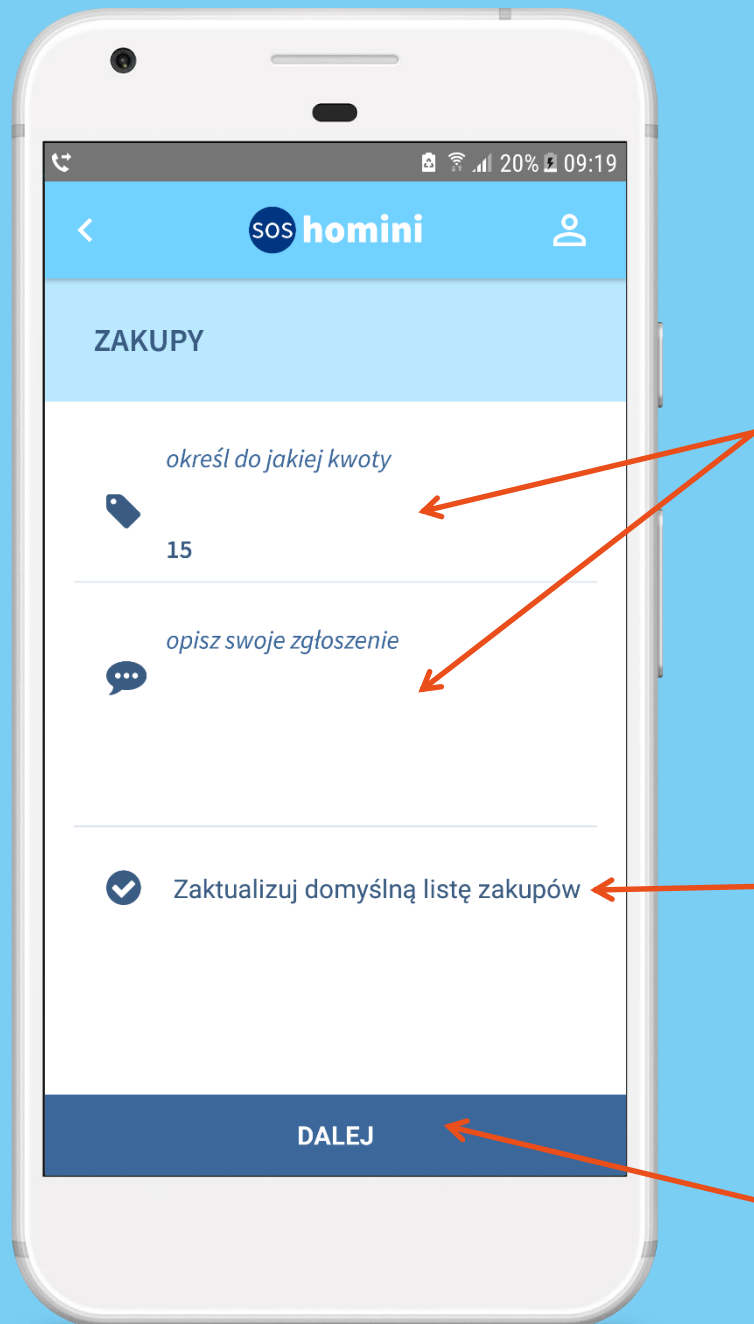 20% 09:19
sos homini
ZAKUPY
określ do jakiej kwoty
15
opisz swoje zgłoszenie
Zaktualizuj domyślną listę zakupów
DALEJ